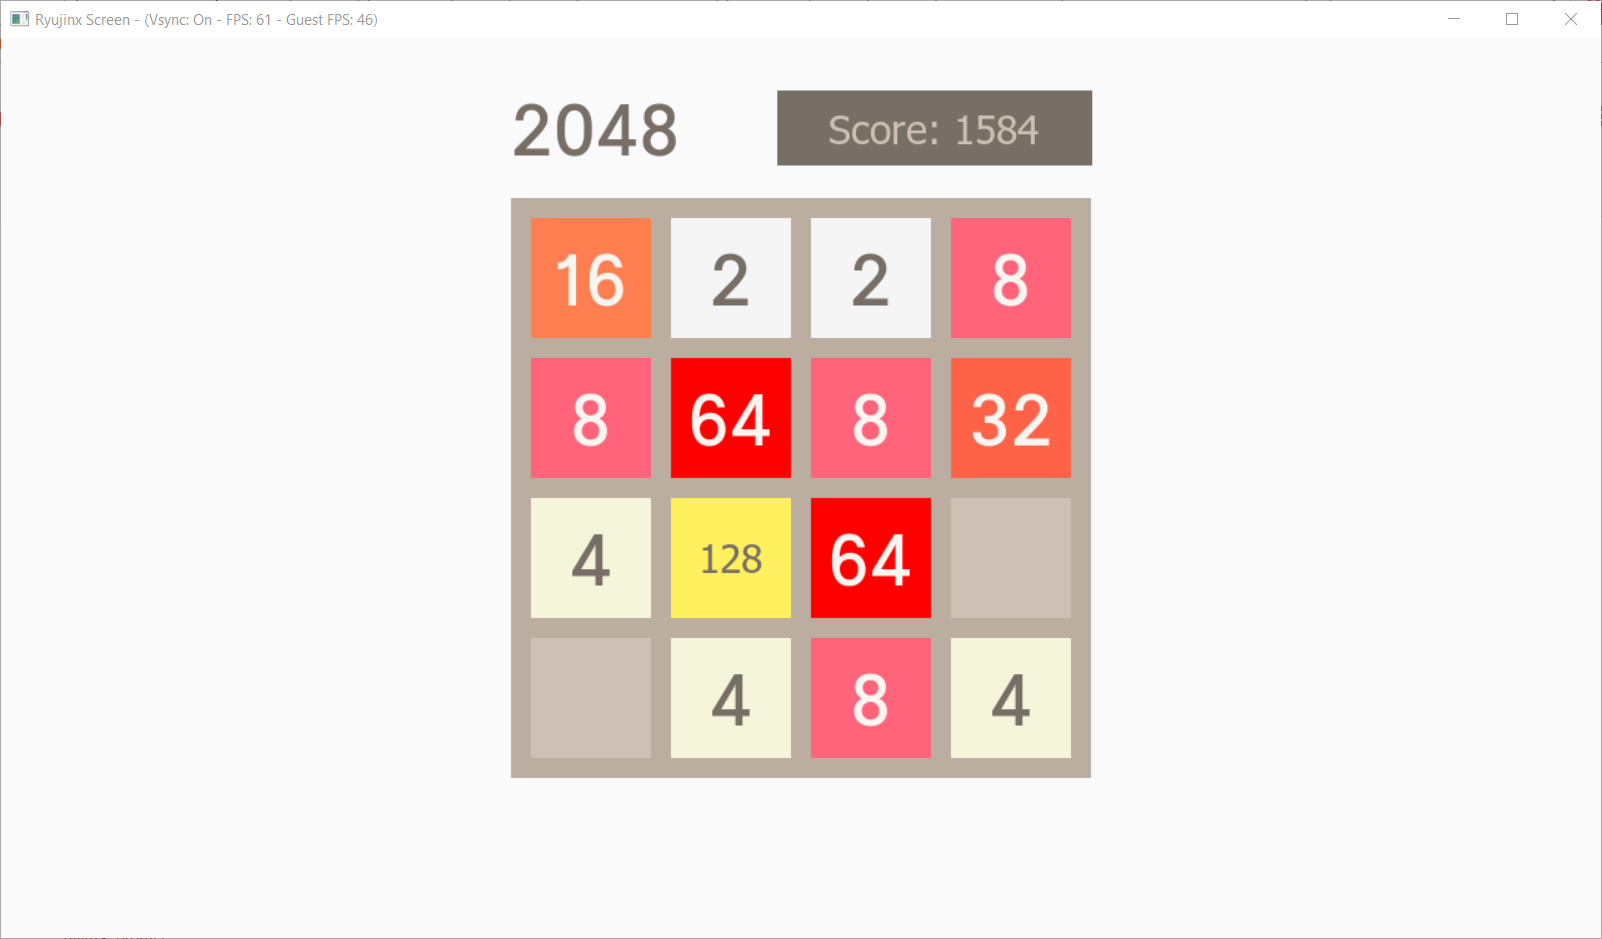 Ryujinx Screen - (Vsync: On - FPS: 61 - Guest FPS: 46)
2048
Score: 1584
16 2 2 8
8 64 8 32
4 128 64
4 8 4